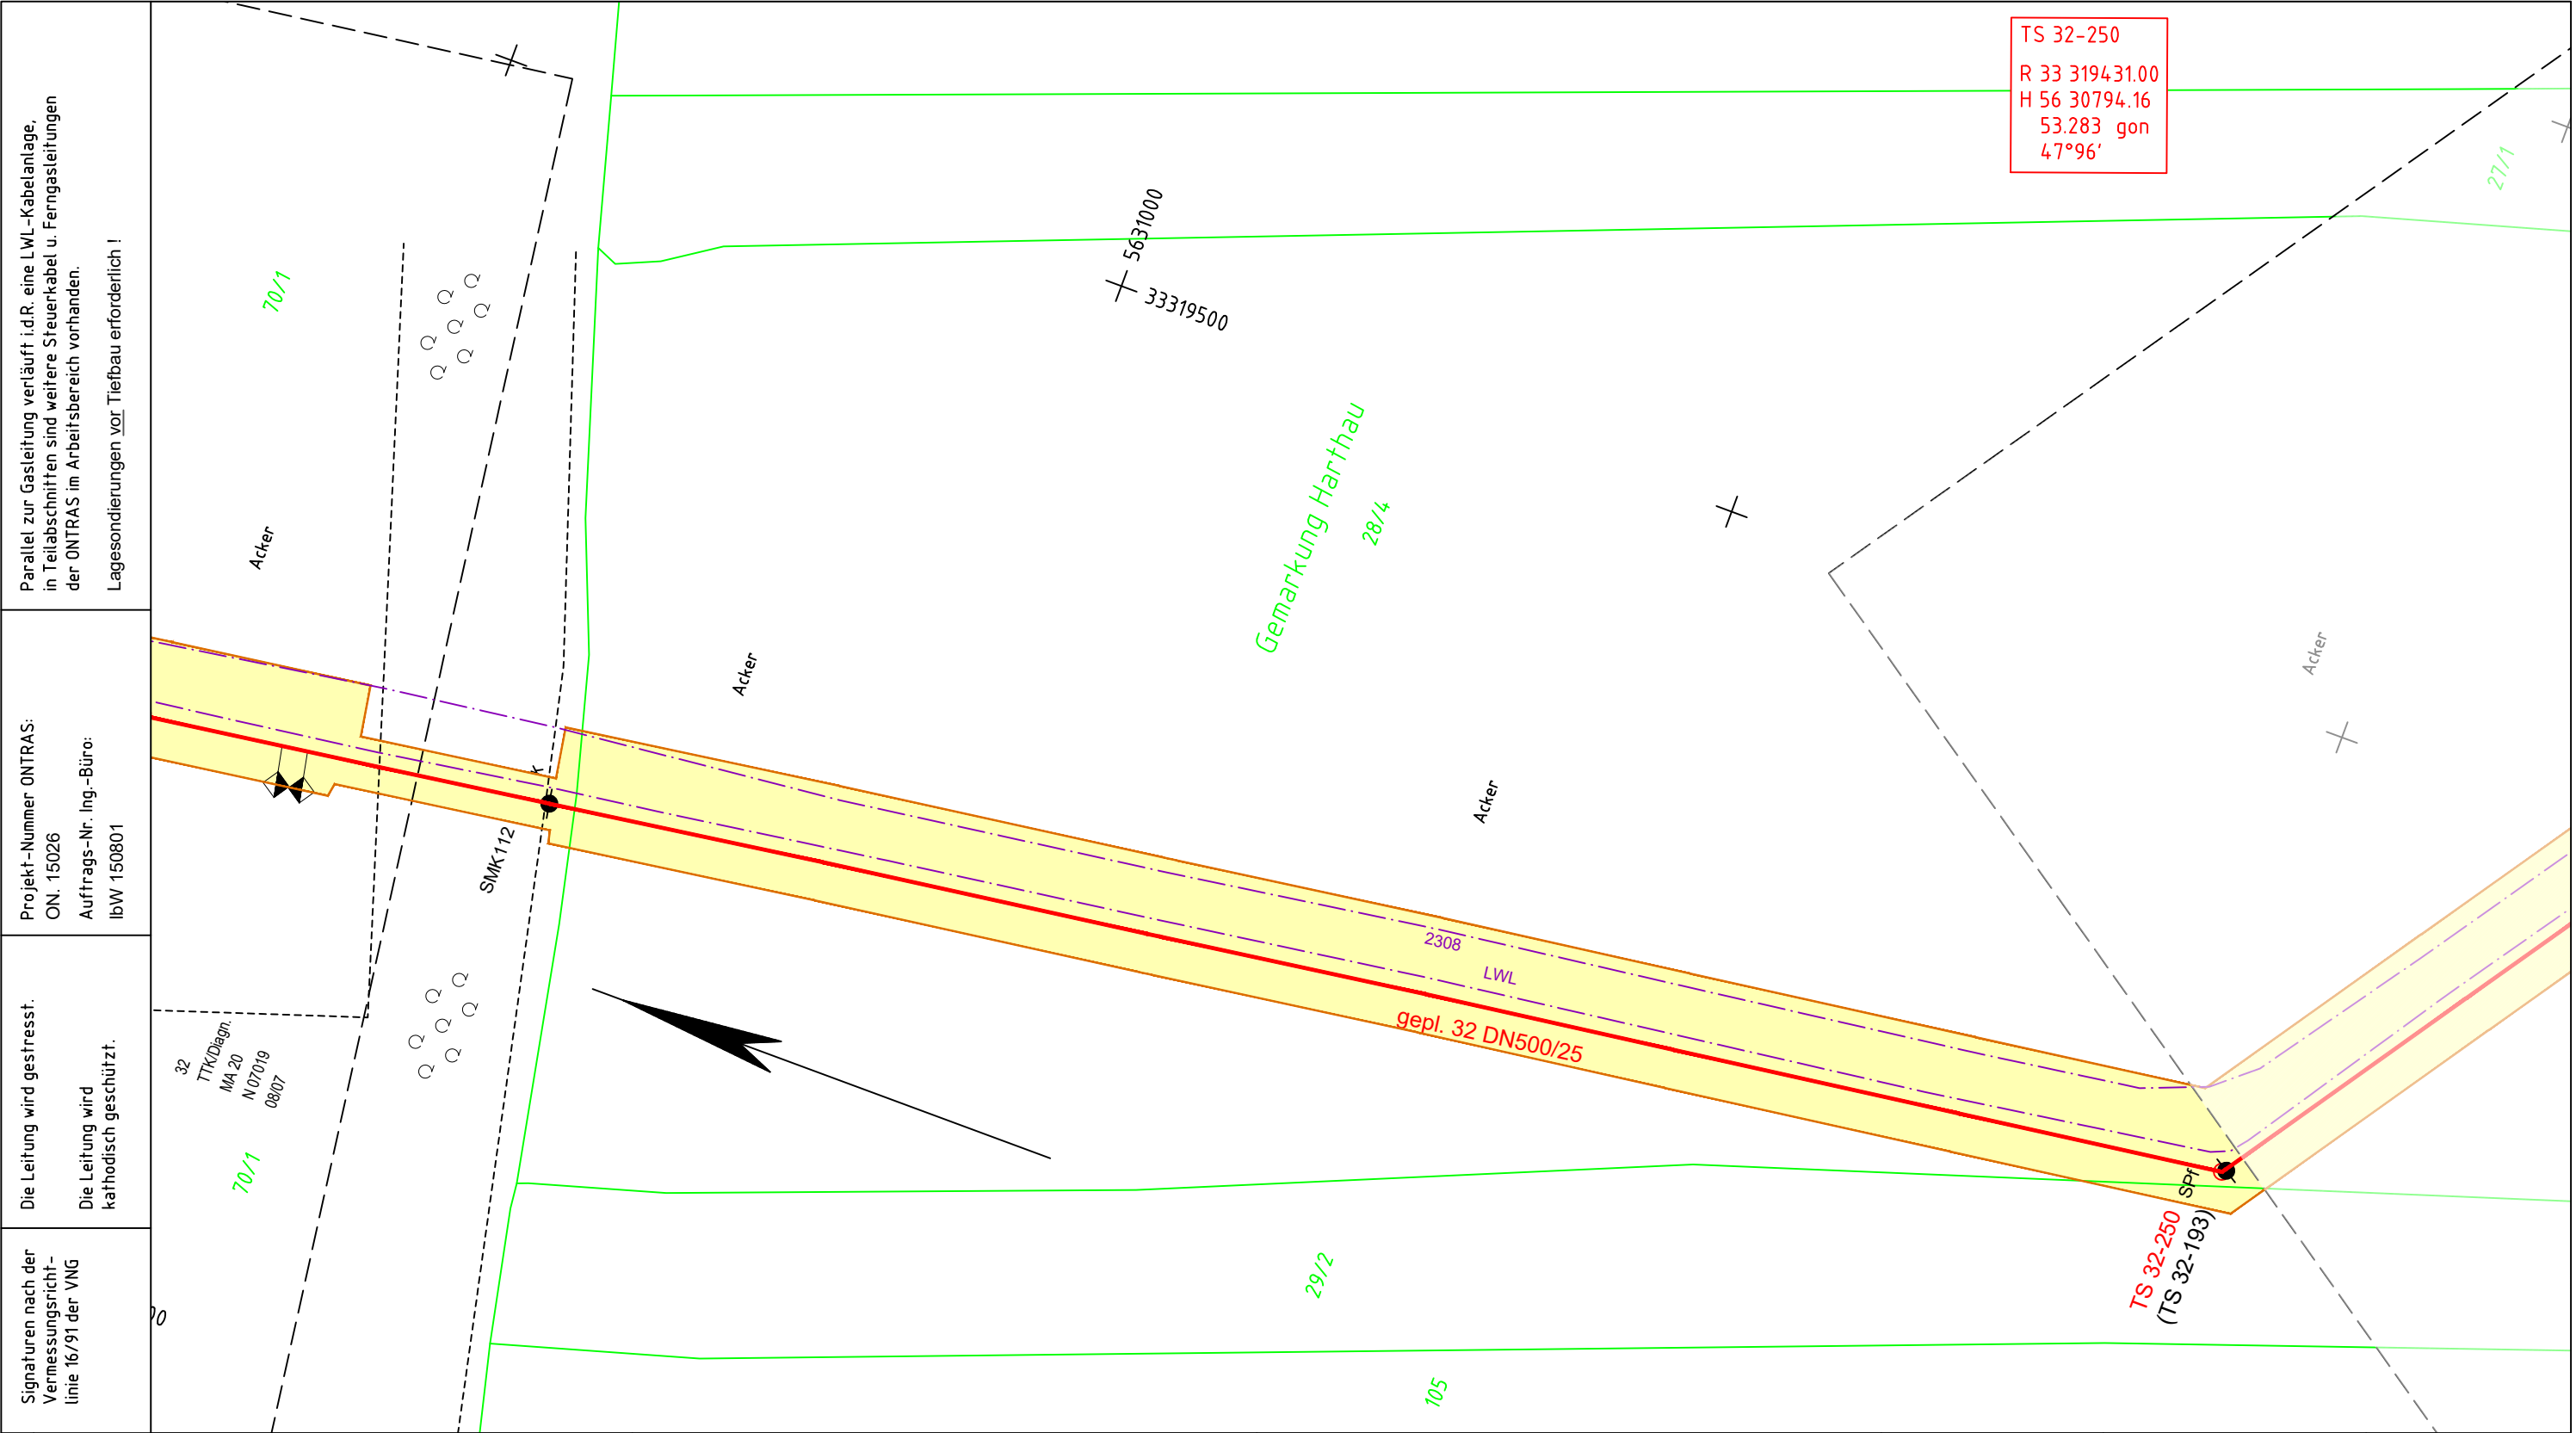 Parallel zur Gasleitung verläuft i.d.R. eine LWL-Kabelanlage,
in Teilabschnitten sind weitere Steuerkabel u. Ferngasleitungen
der ONTRAS im Arbeitsbereich vorhanden.
Lagesondierungen vor Tiefbau erforderlich !
Projekt-Nummer ONTRAS:
ON. 15026
Auftrags-Nr. Ing.-Büro:
IbW 150801
Die Leitung wird gestresst.
Die Leitung wird
kathodisch geschützt.
Signaturen nach der
Vermessungsricht-
linie 16/91 der VNG
70/1
Acker
32
TTK/Diagn.
MA 20
N 07019
08/07
70/1
00
K
SMK112
Acker
5631000
33319500
Gemarkung Harthau
28/4
Acker
2308
LWL
gepl. 32 DN500/25
29/2
105
TS 32-250
R 33 319431.00
H 56 30794.16
53.283 gon
47°96'
27/1
Acker
SPf
TS 32-250
(TS 32-193)